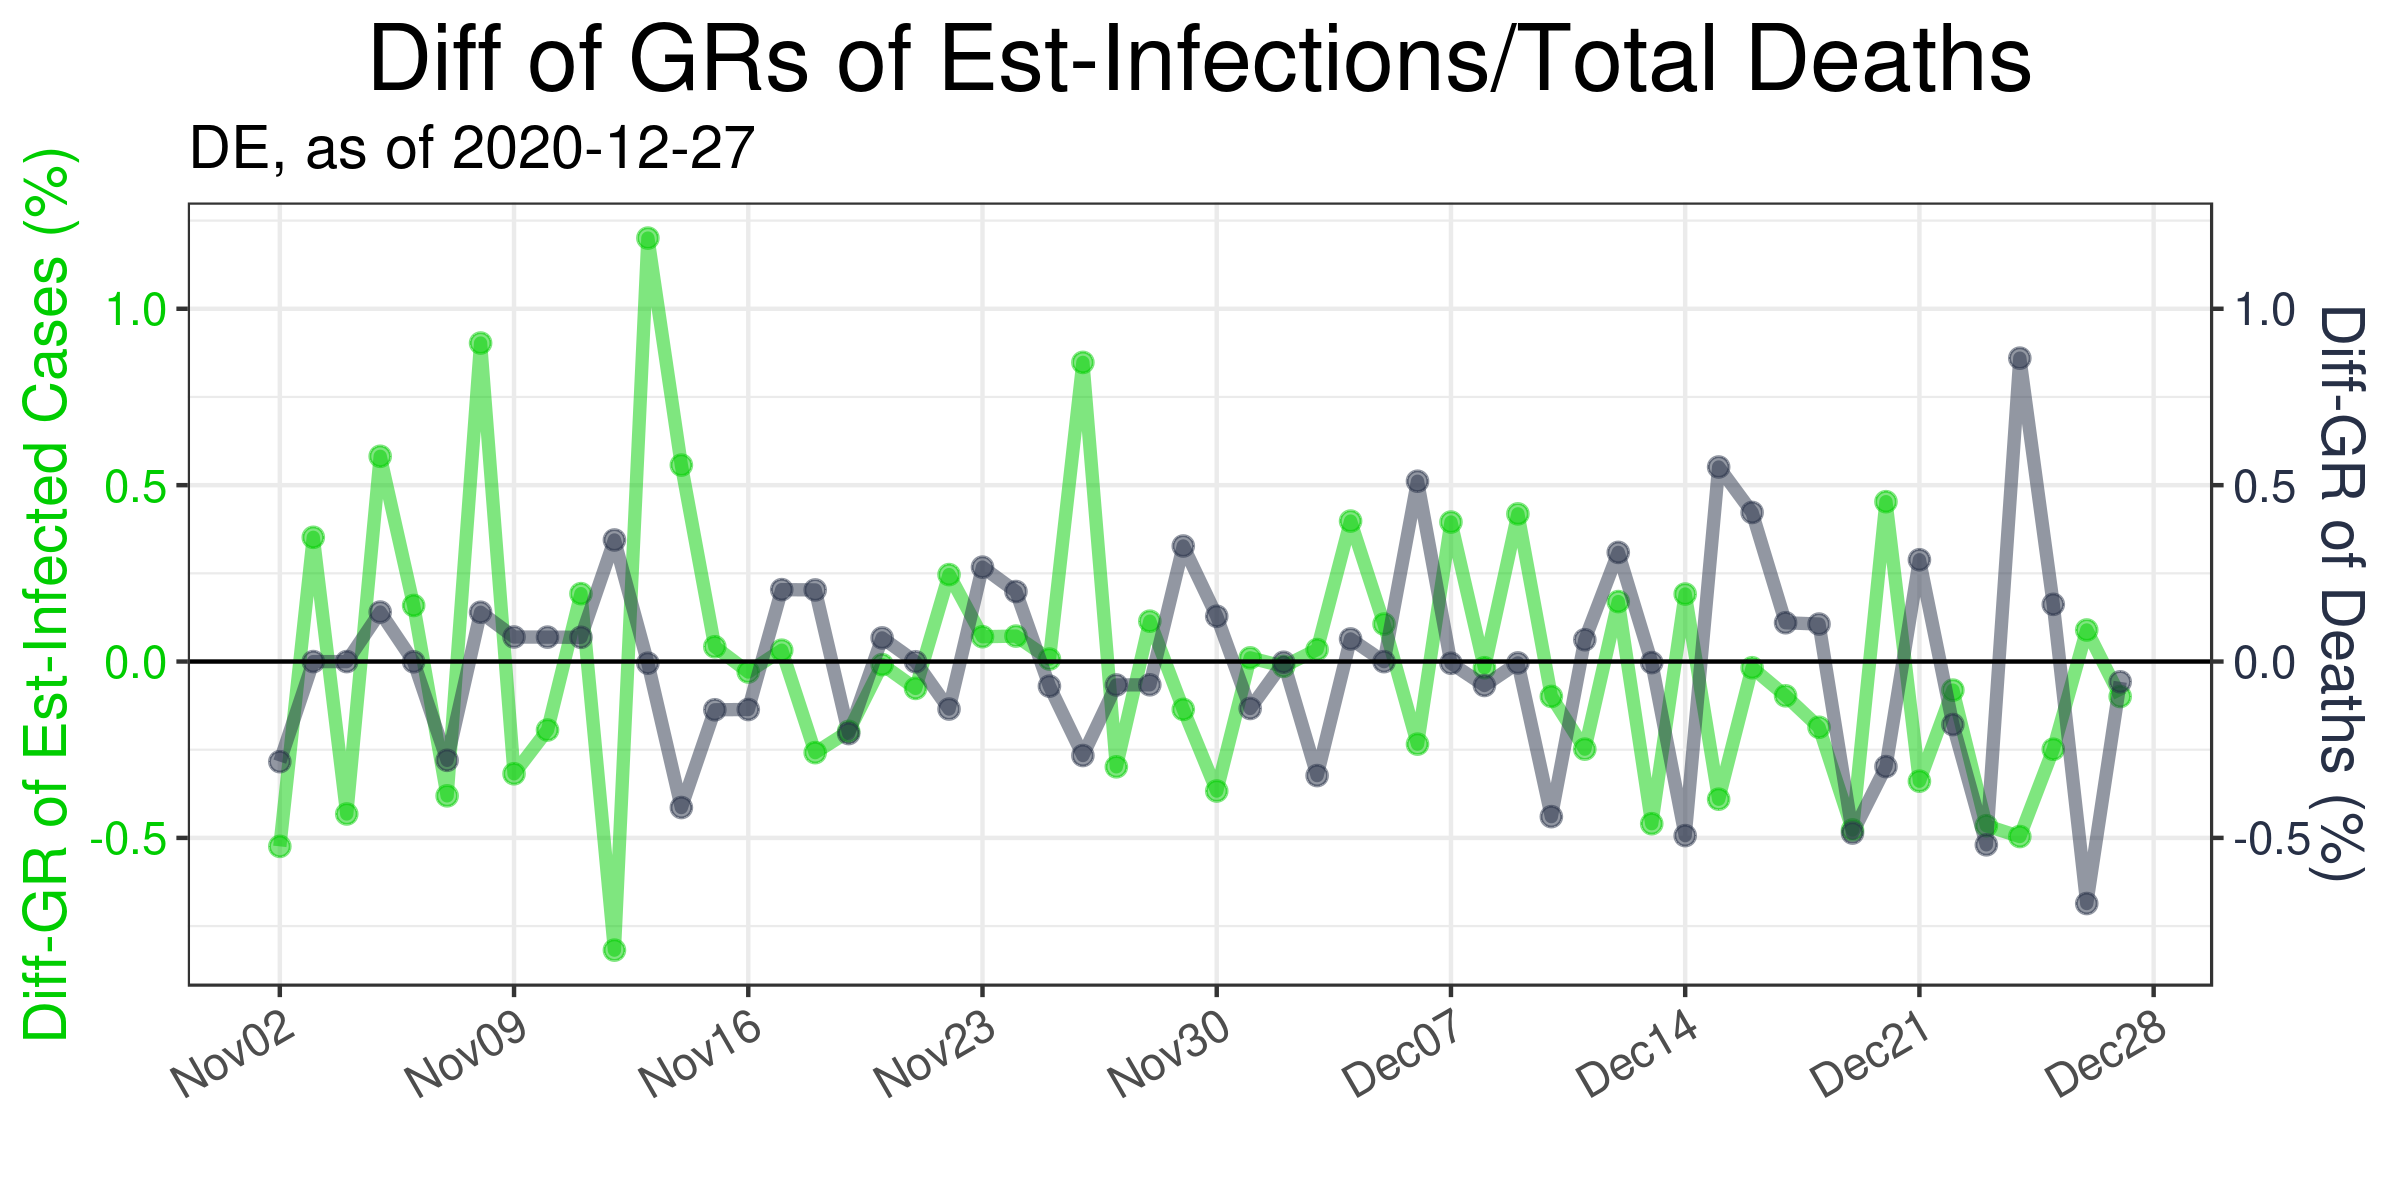 Diff of GRs of Est-Infections/Total Deaths
DE, as of 2020-12-27
Diff-GR of Est-Infected Cases (%)
1.0
0.5
0.0
-0.5
1.0
0.5
0.0
-0.5
Diff-GR of Deaths (%)
Nov02
Nov09
Nov16
Nov23
Nov30
Dec07
Dec14
Dec21
Dec28